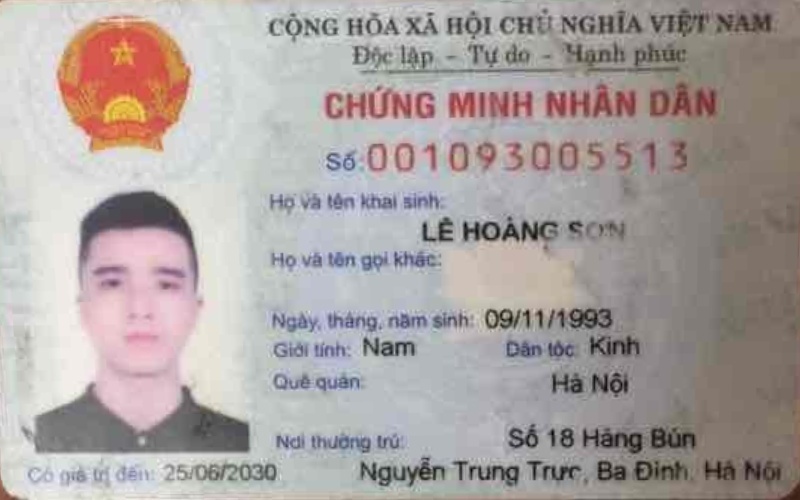 CỘNG HÒA XÃ HỘI CHỦ NGHĨA VIỆT NAM
Độc lập - Tự do - Hạnh phúc
CHỨNG MINH NHÂN DÂN
Số: 001093005513
Họ và tên khai sinh:
LÊ HOÀNG SƠN
Họ và tên gọi khác:
Ngày, tháng, năm sinh: 09/11/1993
Giới tính: Nam Dân tộc: Kinh
Quê quán: Hà Nội
Nơi thường trú: Số 18 Hàng Bún
Có giá trị đến: 25/06/2030 Nguyễn Trung Trực, Ba Đình, Hà Nội